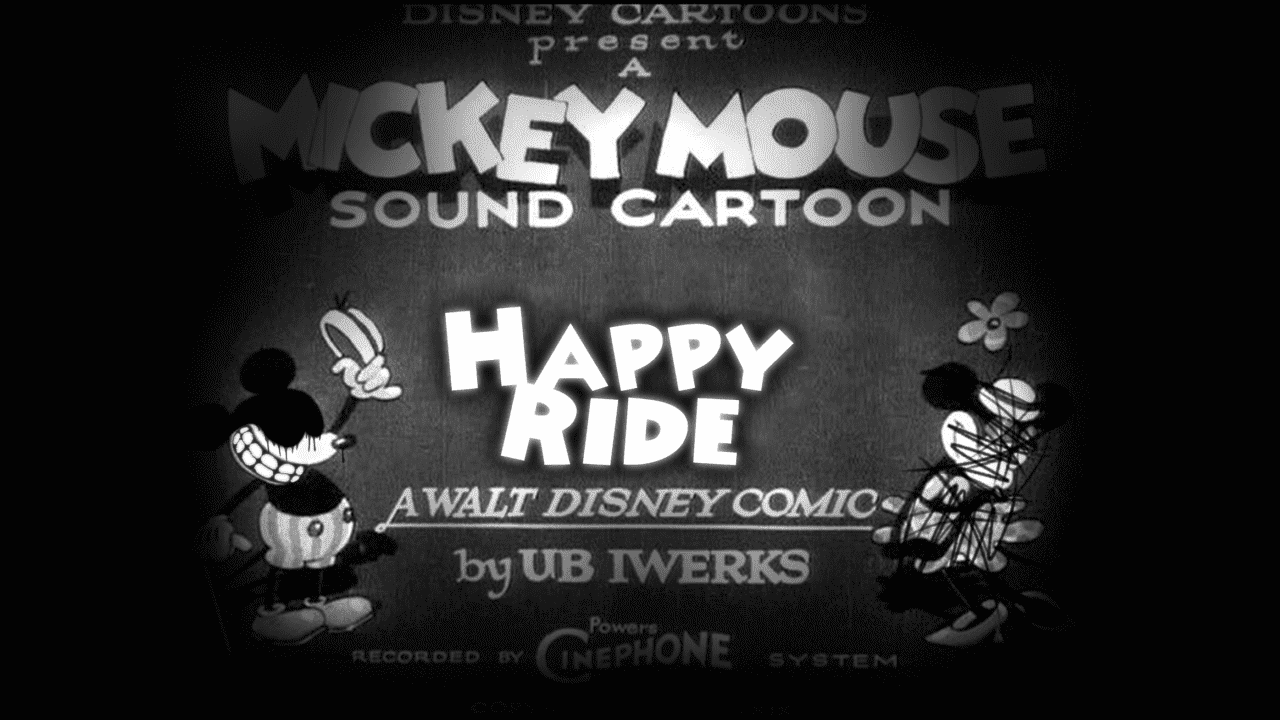 DISNEY CARTOONS
present
A
MICKEY MOUSE
SOUND CARTOON
HAPPY
RIDE
A WALT DISNEY COMIC
by UB IWERKS
Powers
RECORDED BY CINEPHONE SYSTEM